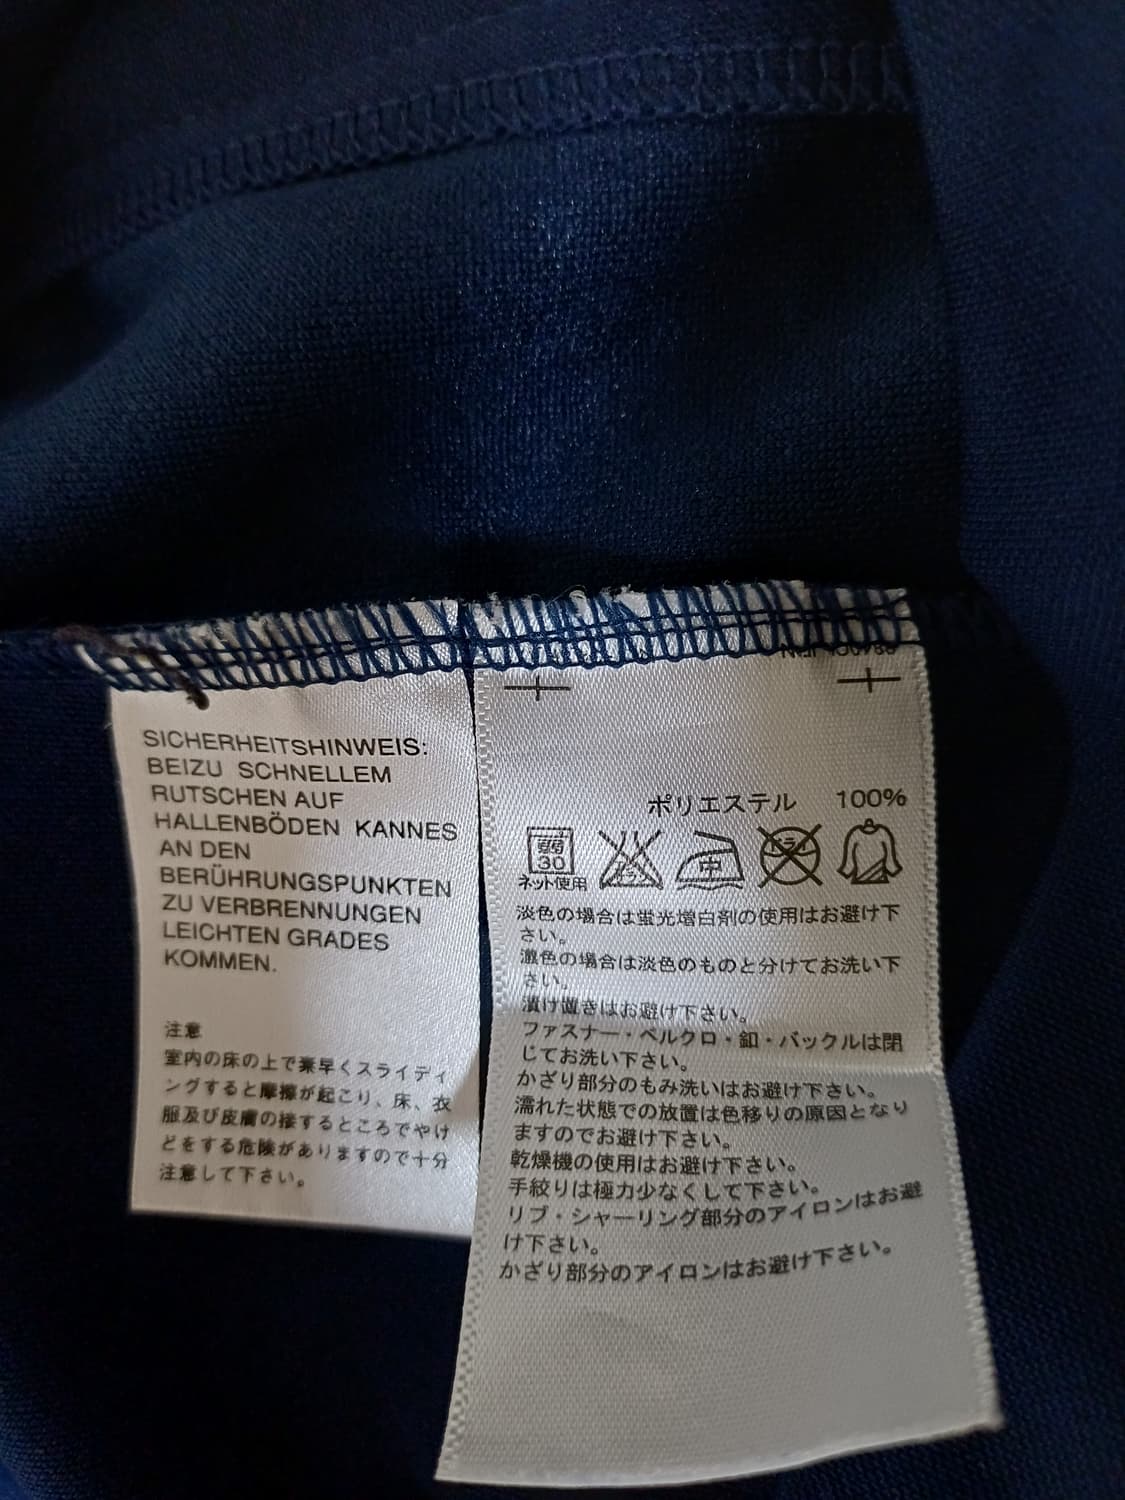 SICHERHEITSHINWEIS:
BEIZU SCHNELLEM
RUTSCHEN AUF
HALLENBÖDEN KANNES
AN DEN
BERÜHRUNGSPUNKTEN
ZU VERBRENNUNGEN
LEICHTEN GRADES
KOMMEN.
注意
室内の床の上で素早くスライディ
ングすると摩擦が起こり、床、衣
服及び皮膚の接するところでやけ
どをする危険がありますので十分
注意して下さい。
ポリエステル 100%
弱
30
中
ネット使用
淡色の場合は蛍光増白剤の使用はお避け下
さい。
濃色の場合は淡色のものと分けてお洗い下
さい。
漬け置きはお避け下さい。
ファスナー・ベルクロ・釦・バックルは閉
じてお洗い下さい。
かざり部分のもみ洗いはお避け下さい。
濡れた状態での放置は色移りの原因となり
ますのでお避け下さい。
乾燥機の使用はお避け下さい。
手絞りは極力少なくして下さい。
リブ・シャーリング部分のアイロンはお避
け下さい。
かざり部分のアイロンはお避け下さい。